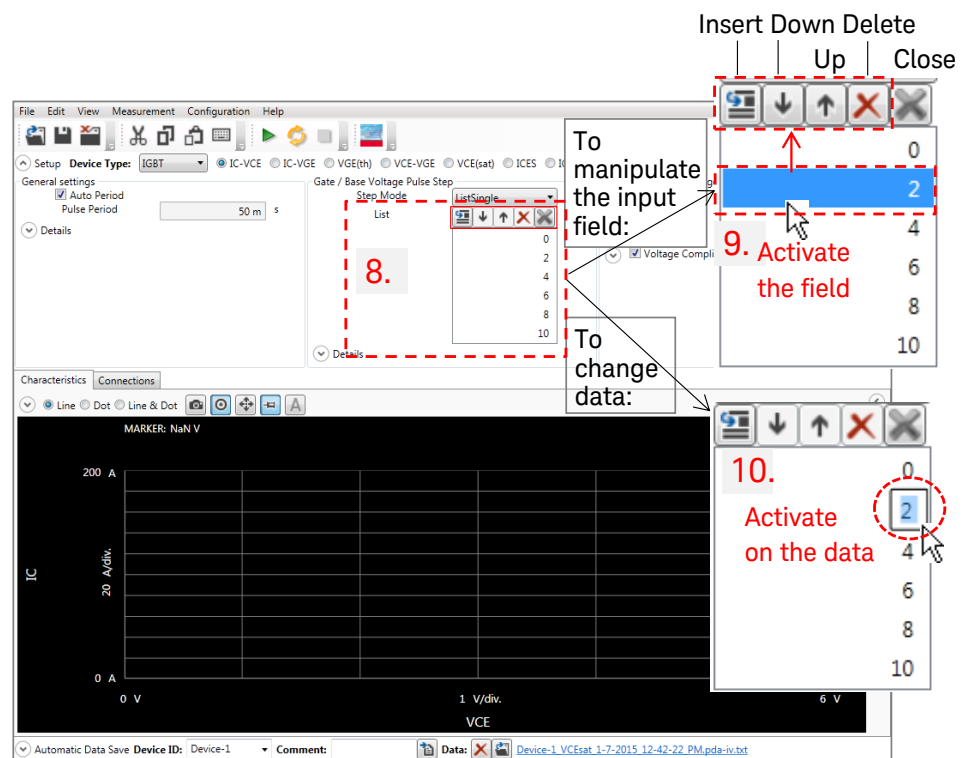 Insert Down Delete
Up Close
File Edit View Measurement Configuration Help
Setup Device Type: IGBT IC-VCE IC-VGE VGE(th) VCE-VGE VCE(sat) ICES
General settings
Auto Period
Pulse Period 50 m s
Details
Gate / Base Voltage Pulse Step
Step Mode ListSingle
List
0
2
4
6
8
10
Details
8.
To
manipulate
the input
field:
Voltage Compli
To
change
data:
0
2
4
6
8
10
9. Activate
the field
10.
Activate
on the data
0
2
4
6
8
10
Characteristics Connections
Line Dot Line & Dot A
MARKER: NaN V
200 A
IC
20 A/div.
0 A
0 V 1 V/div. 6 V
VCE
Automatic Data Save Device ID: Device-1 Comment: Data: Device-1_VCEsat_1-7-2015_12-42-22_PM.pda-iv.txt